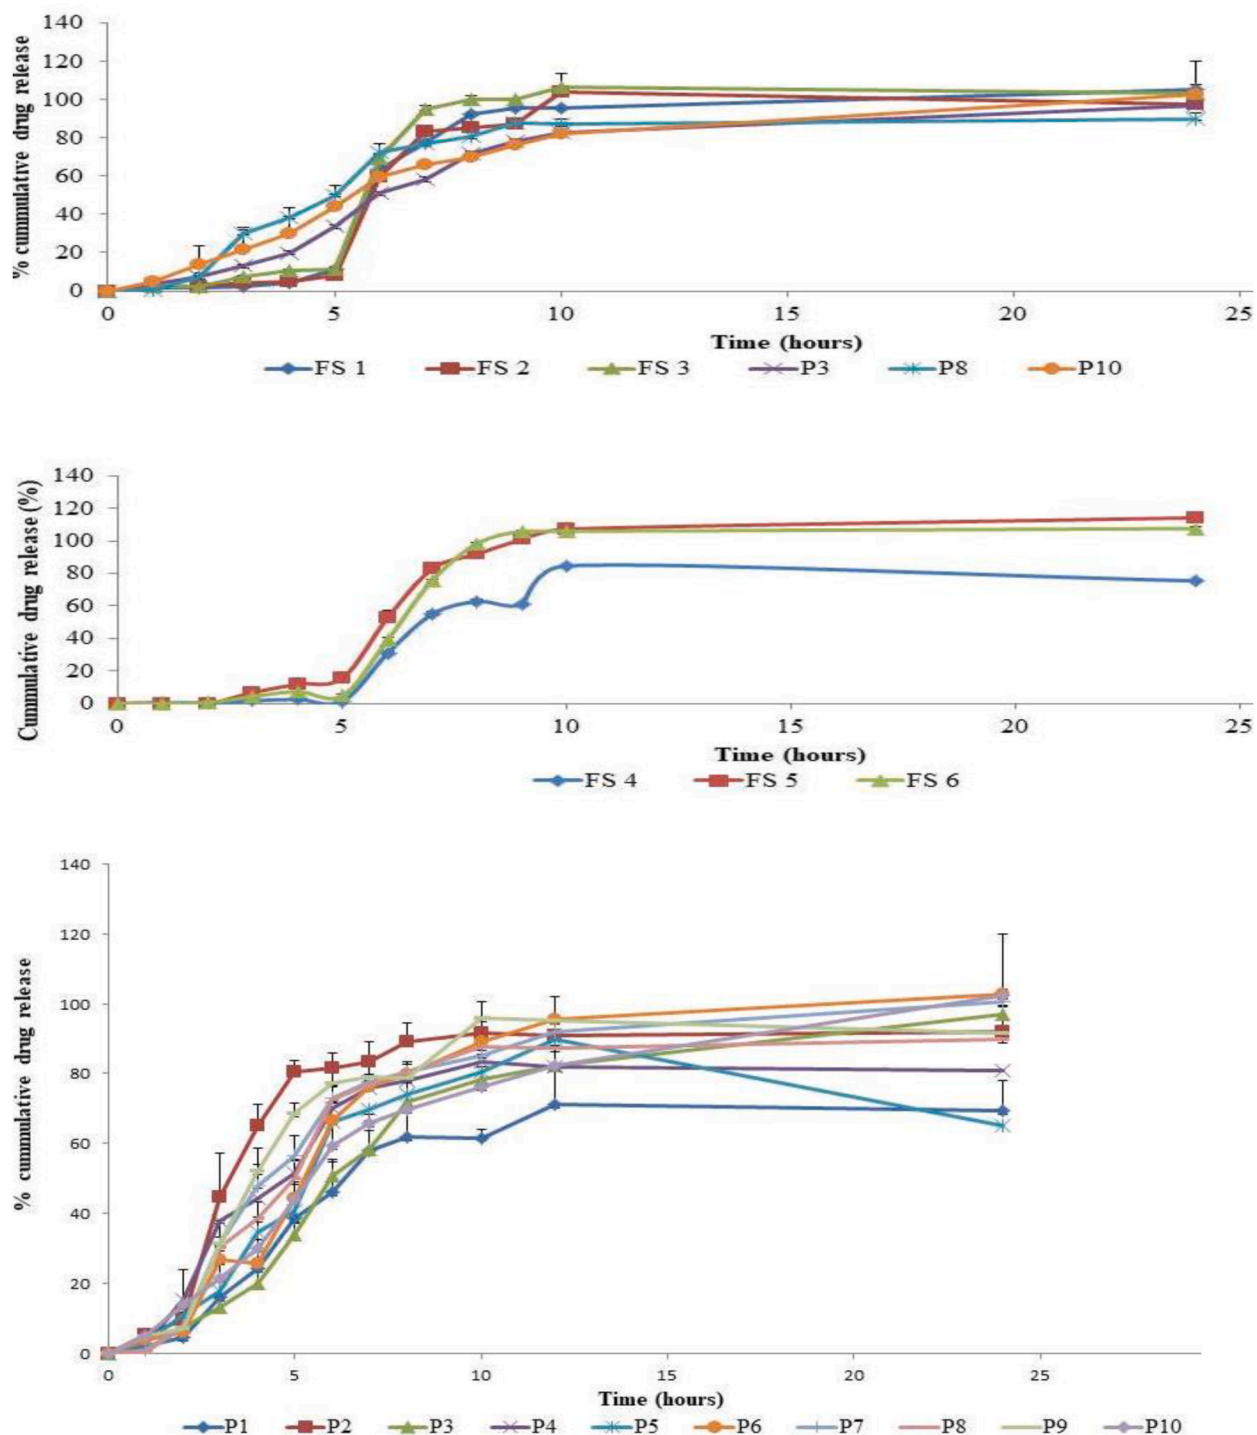 % cummulative drug release
140
120
100
80
60
40
20
0
0 5 10 15 20 25
Time (hours)
FS 1 FS 2 FS 3 P3 P8 P10
Cummulative drug release (%)
140
120
100
80
60
40
20
0
0 5 10 15 20 25
Time (hours)
FS 4 FS 5 FS 6
% cummulative drug release
140
120
100
80
60
40
20
0
0 5 10 15 20 25
Time (hours)
P1 P2 P3 P4 P5 P6 P7 P8 P9 P10